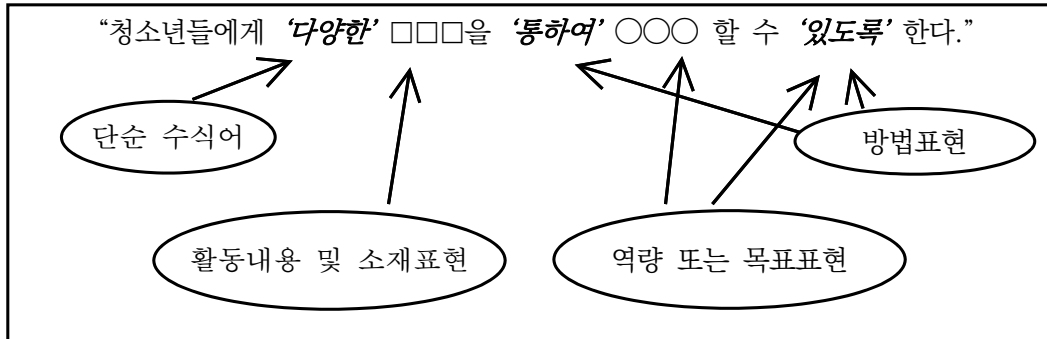 “청소년들에게 ‘다양한’ □□□을 ‘통하여’ ○○○ 할 수 ‘있도록’ 한다.”
단순 수식어
방법표현
활동내용 및 소재표현
역량 또는 목표표현